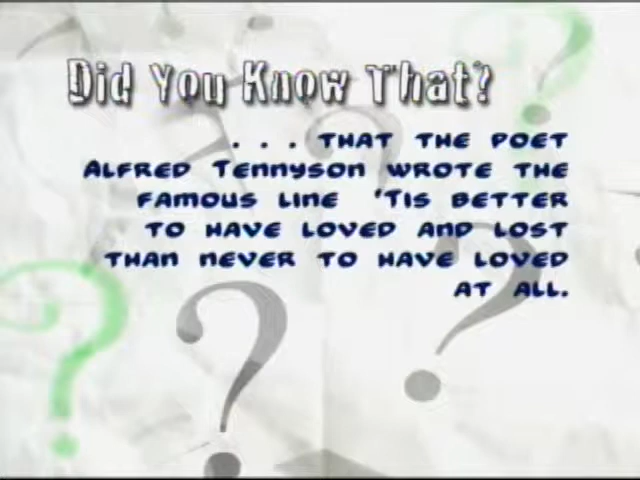 Did You Know That?
. . . THAT THE POET
ALFRED TENNYSON WROTE THE
FAMOUS LINE 'TIS BETTER
TO HAVE LOVED AND LOST
THAN NEVER TO HAVE LOVED
AT ALL.